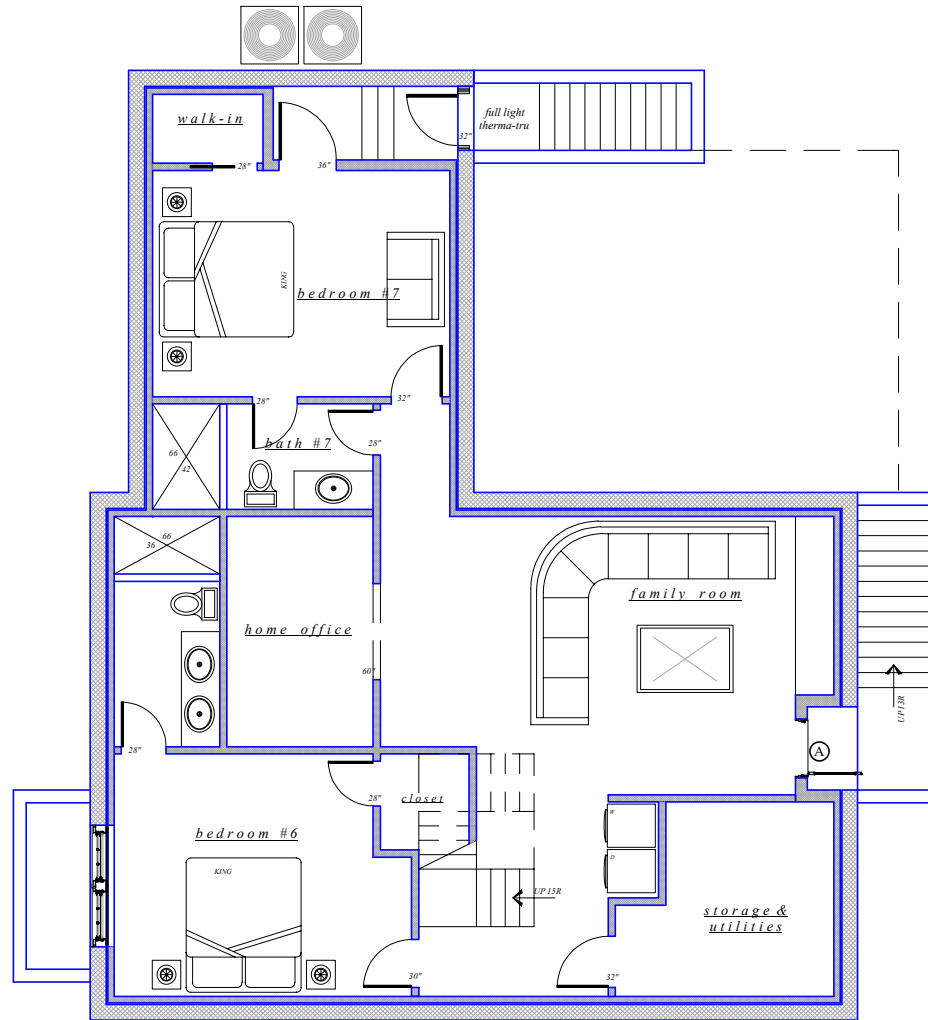 walk-in
full light
therma-tru
32"
28"
36"
KING
bedroom #7
28"
32"
bath #7
28"
66
42
66
36
home office
family room
60"
UP 13R
A
28"
28"
closet
bedroom #6
W
D
KING
UP 15R
storage &
utilities
30"
32"